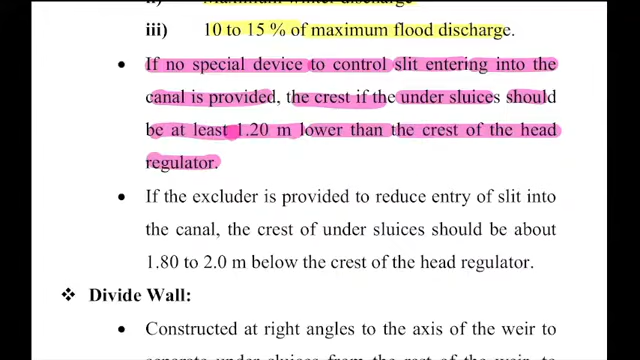 iii) 10 to 15 % of maximum flood discharge.
• If no special device to control slit entering into the
canal is provided, the crest if the under sluices should
be at least 1.20 m lower than the crest of the head
regulator.
• If the excluder is provided to reduce entry of slit into
the canal, the crest of under sluices should be about
1.80 to 2.0 m below the crest of the head regulator.
❖ Divide Wall:
• Constructed at right angles to the axis of the weir to